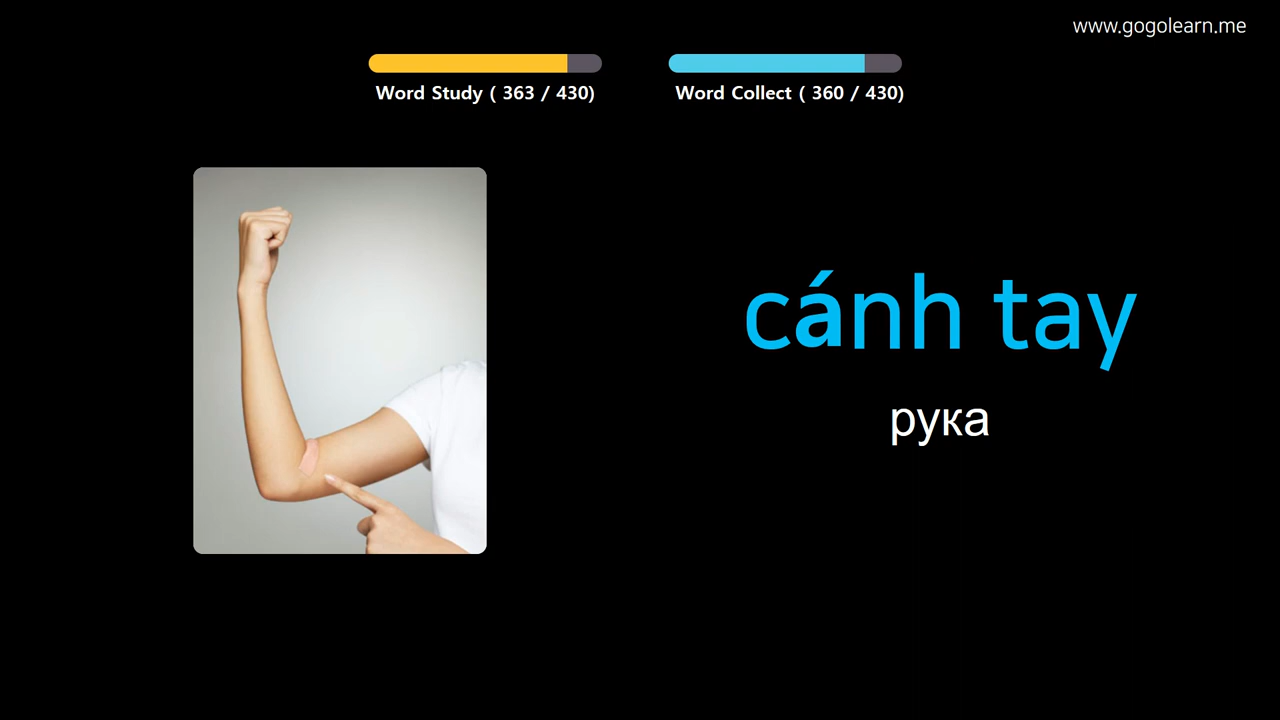 www.gogolearn.me
Word Study ( 363 / 430)
Word Collect ( 360 / 430)
cánh tay
рука